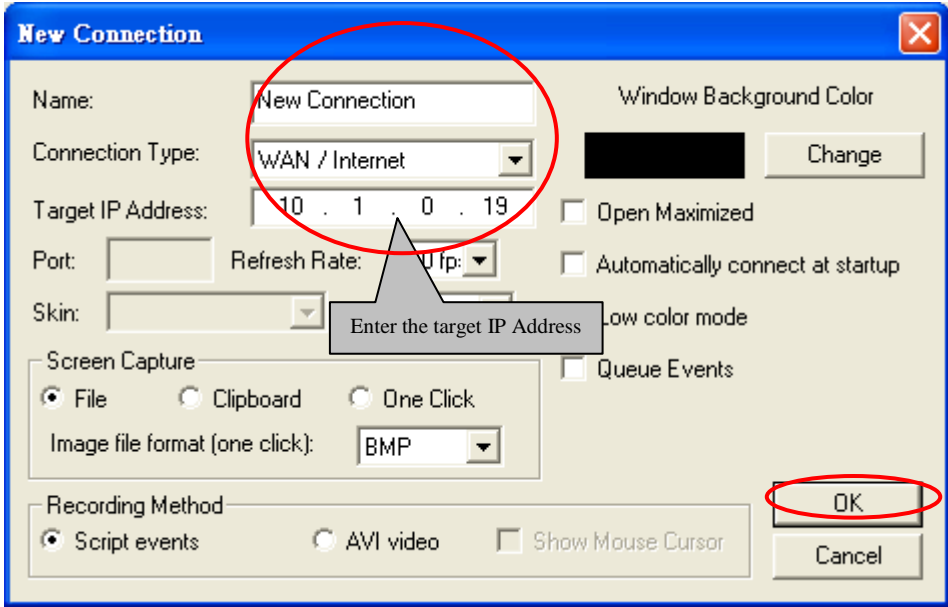 New Connection
Name:
New Connection
Window Background Color
Connection Type:
WAN / Internet
Change
Target IP Address:
10 . 1 . 0 . 19
Open Maximized
Port:
Refresh Rate:
Automatically connect at startup
Skin:
Enter the target IP Address
Low color mode
Screen Capture
Queue Events
File
Clipboard
One Click
Image file format (one click):
BMP
Recording Method
OK
Script events
AVI video
Show Mouse Cursor
Cancel